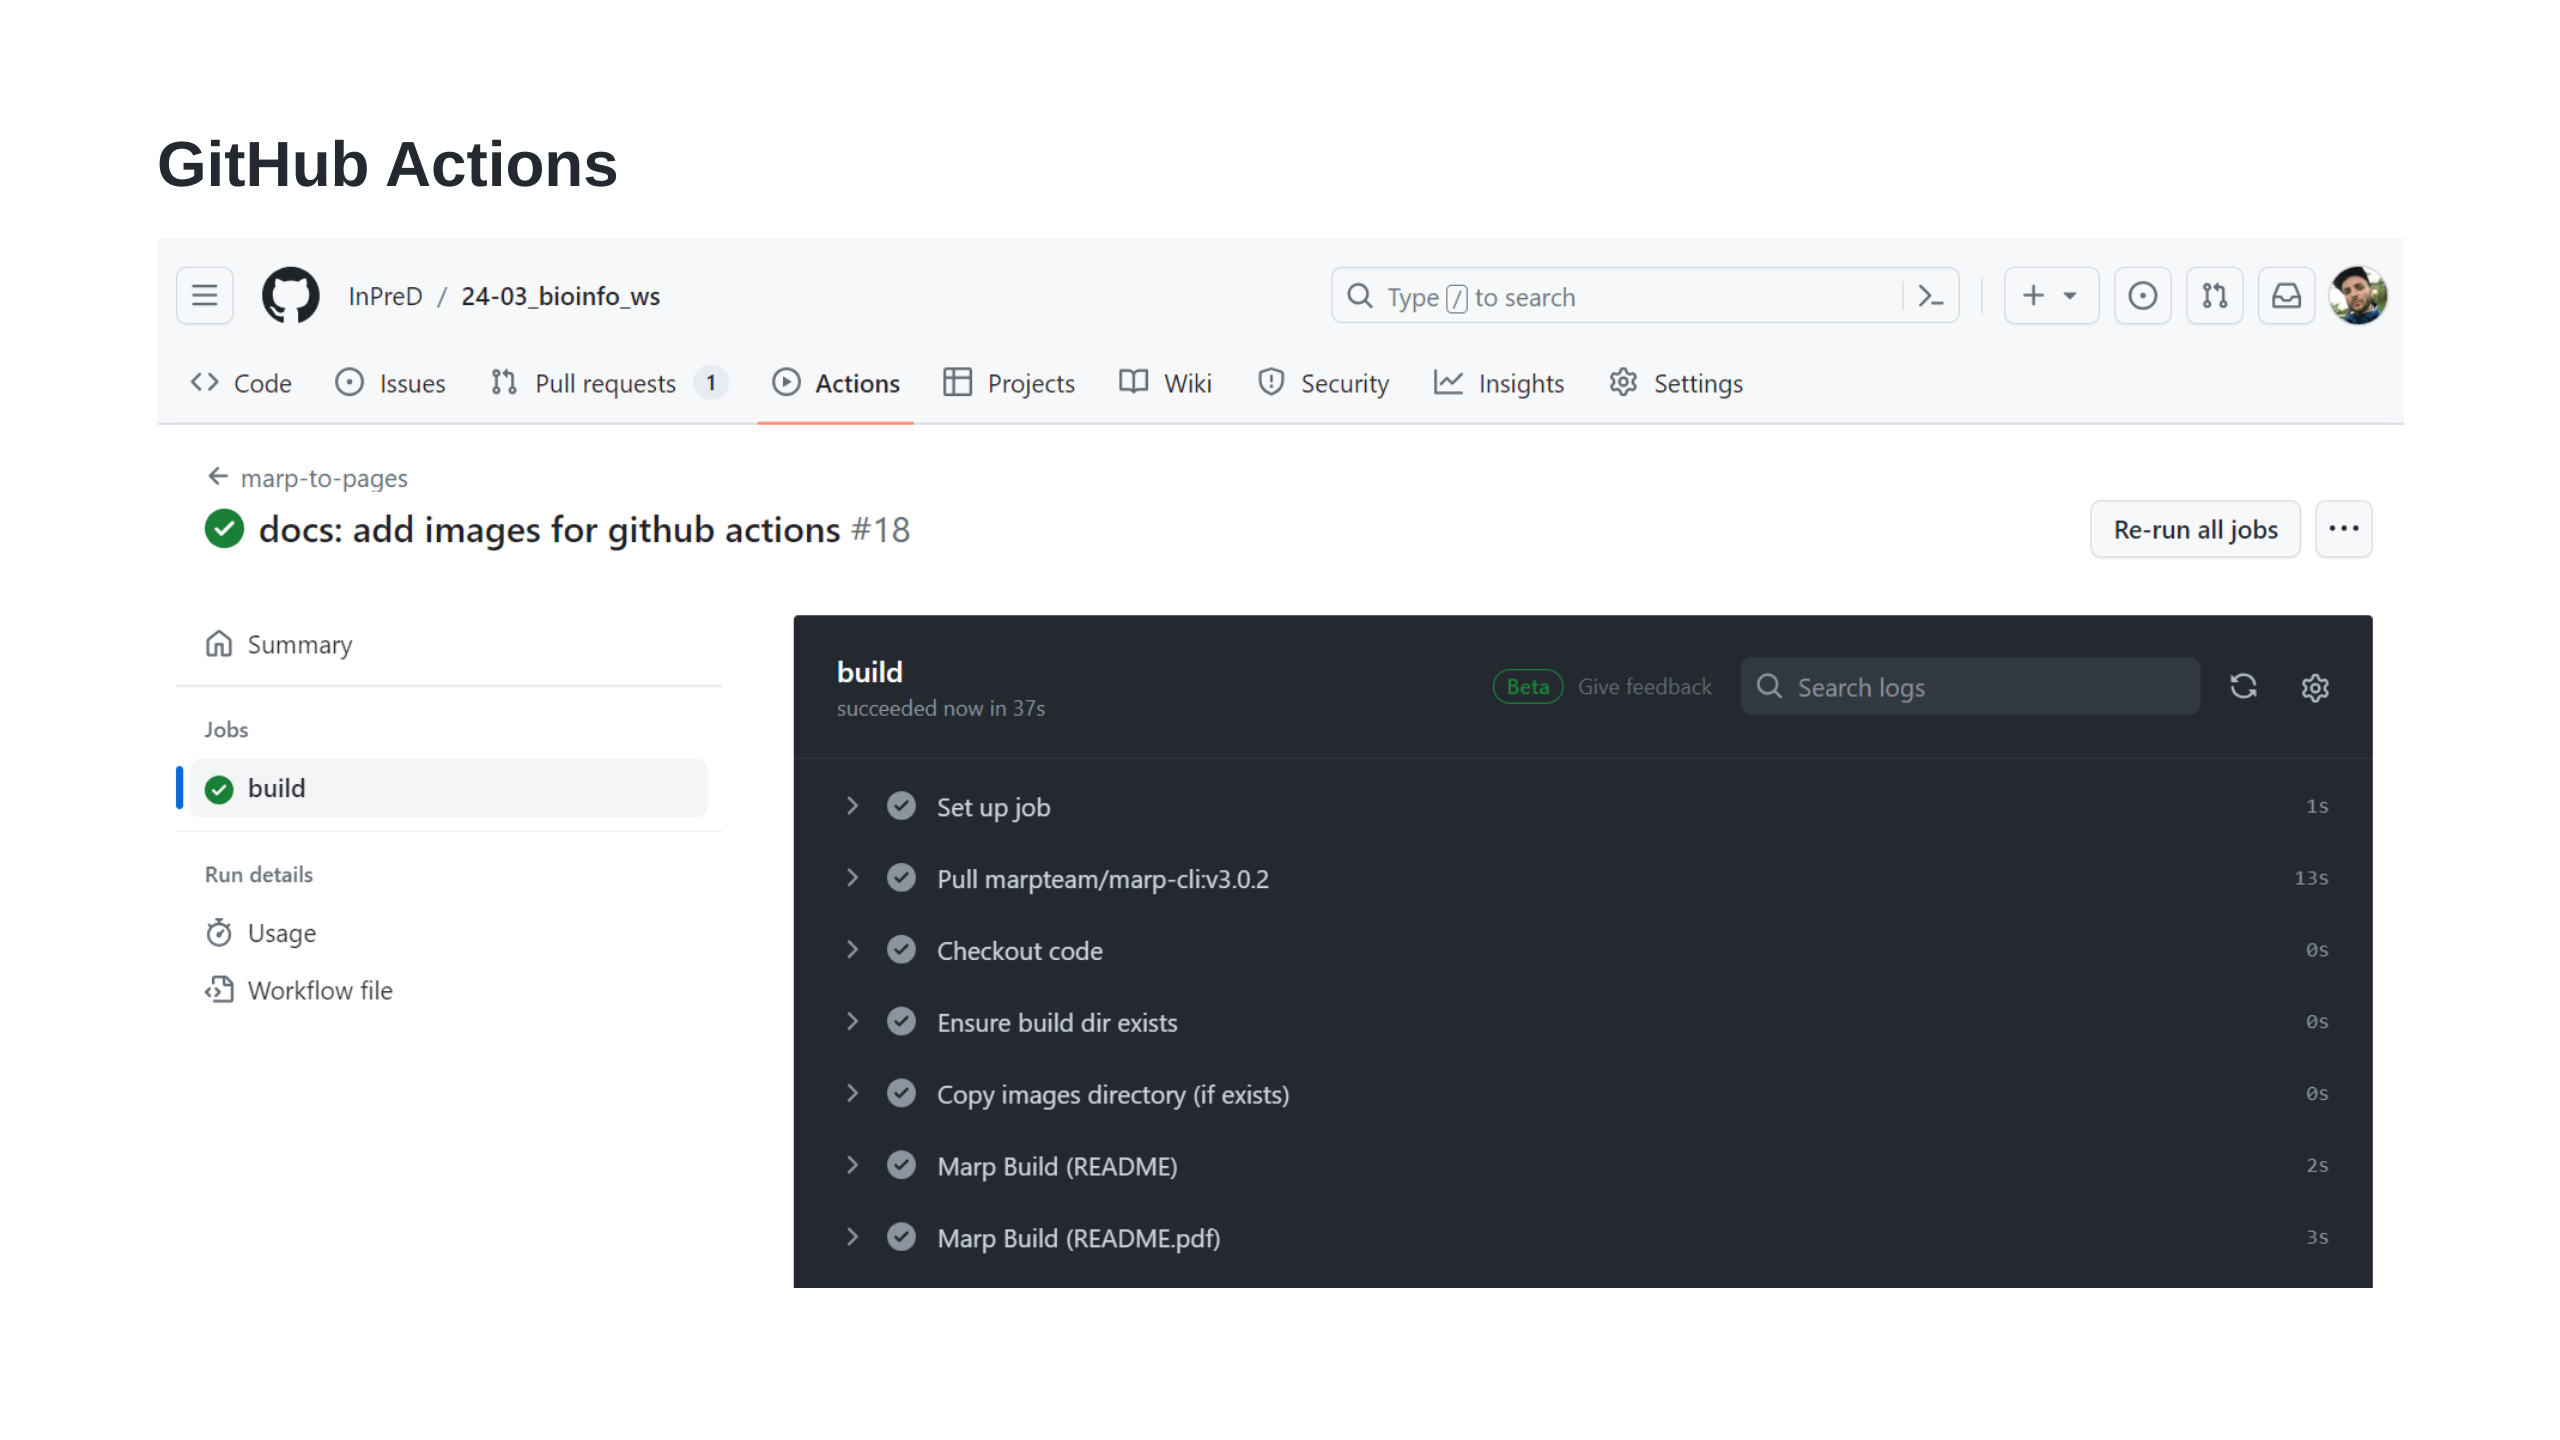 GitHub Actions
InPreD / 24-03_bioinfo_ws
Type / to search
Code Issues Pull requests 1 Actions Projects Wiki Security Insights Settings
marp-to-pages
docs: add images for github actions #18
Re-run all jobs
Summary
Jobs
build
Run details
Usage
Workflow file
build
succeeded now in 37s
Beta Give feedback
Search logs
Set up job 1s
Pull marpteam/marp-cli:v3.0.2 13s
Checkout code 0s
Ensure build dir exists 0s
Copy images directory (if exists) 0s
Marp Build (README) 2s
Marp Build (README.pdf) 3s